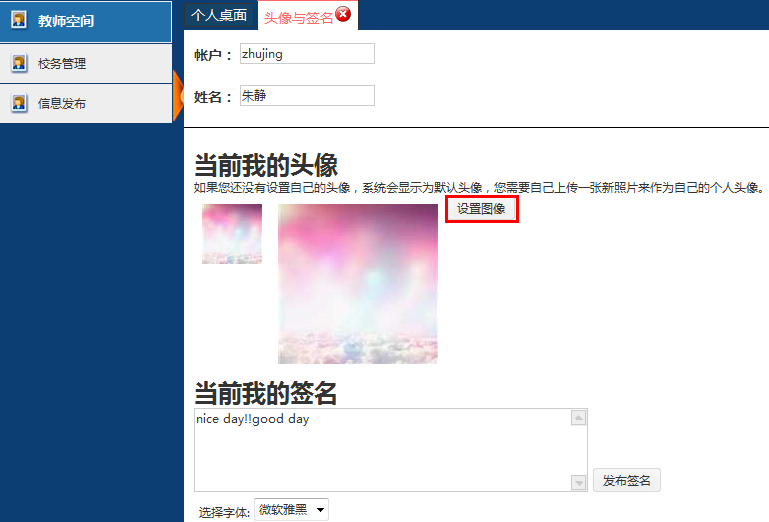 教师空间
校务管理
信息发布
个人桌面 头像与签名
帐户： zhujing
姓名： 朱静
当前我的头像
如果您还没有设置自己的头像，系统会显示为默认头像，您需要自己上传一张新照片来作为自己的个人头像。
设置图像
当前我的签名
nice day!!good day
发布签名
选择字体: 微软雅黑